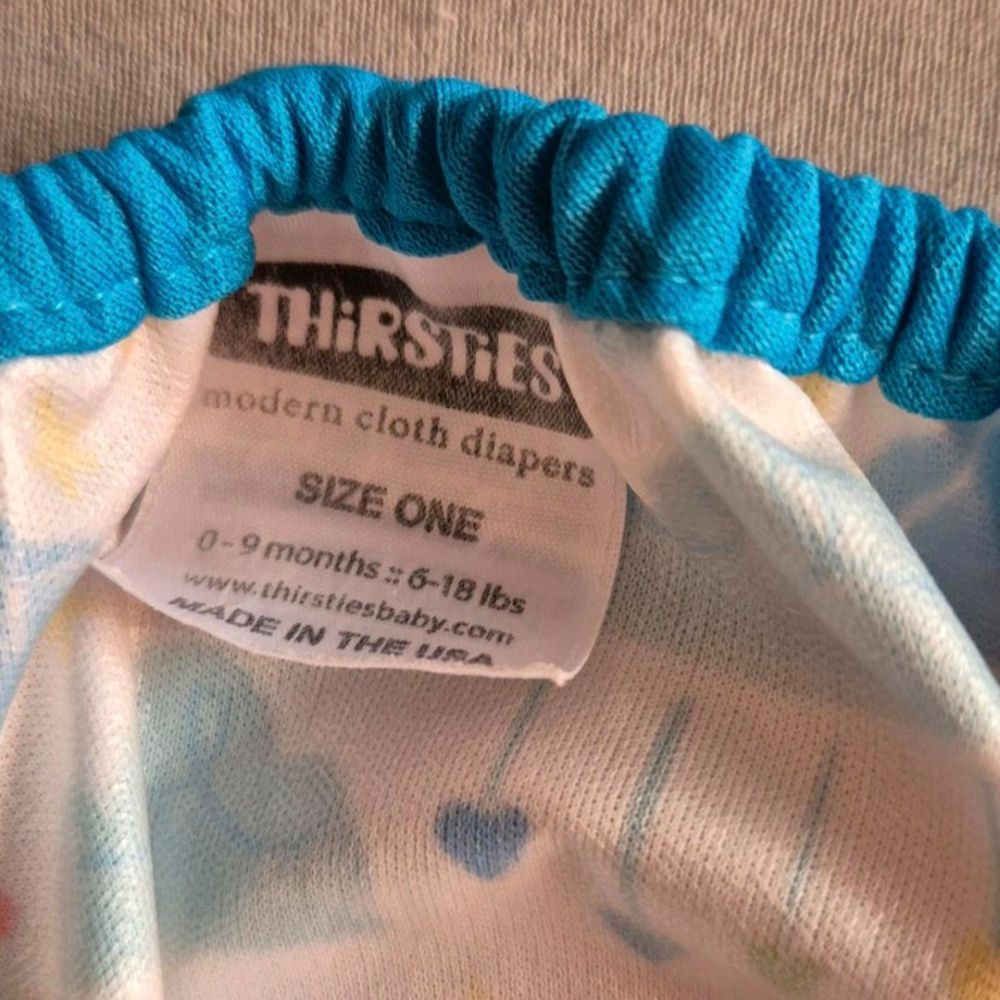 THiRSTiES
modern cloth diapers
SIZE ONE
0-9 months :: 6-18 lbs
www.thirstiesbaby.com
MADE IN THE USA